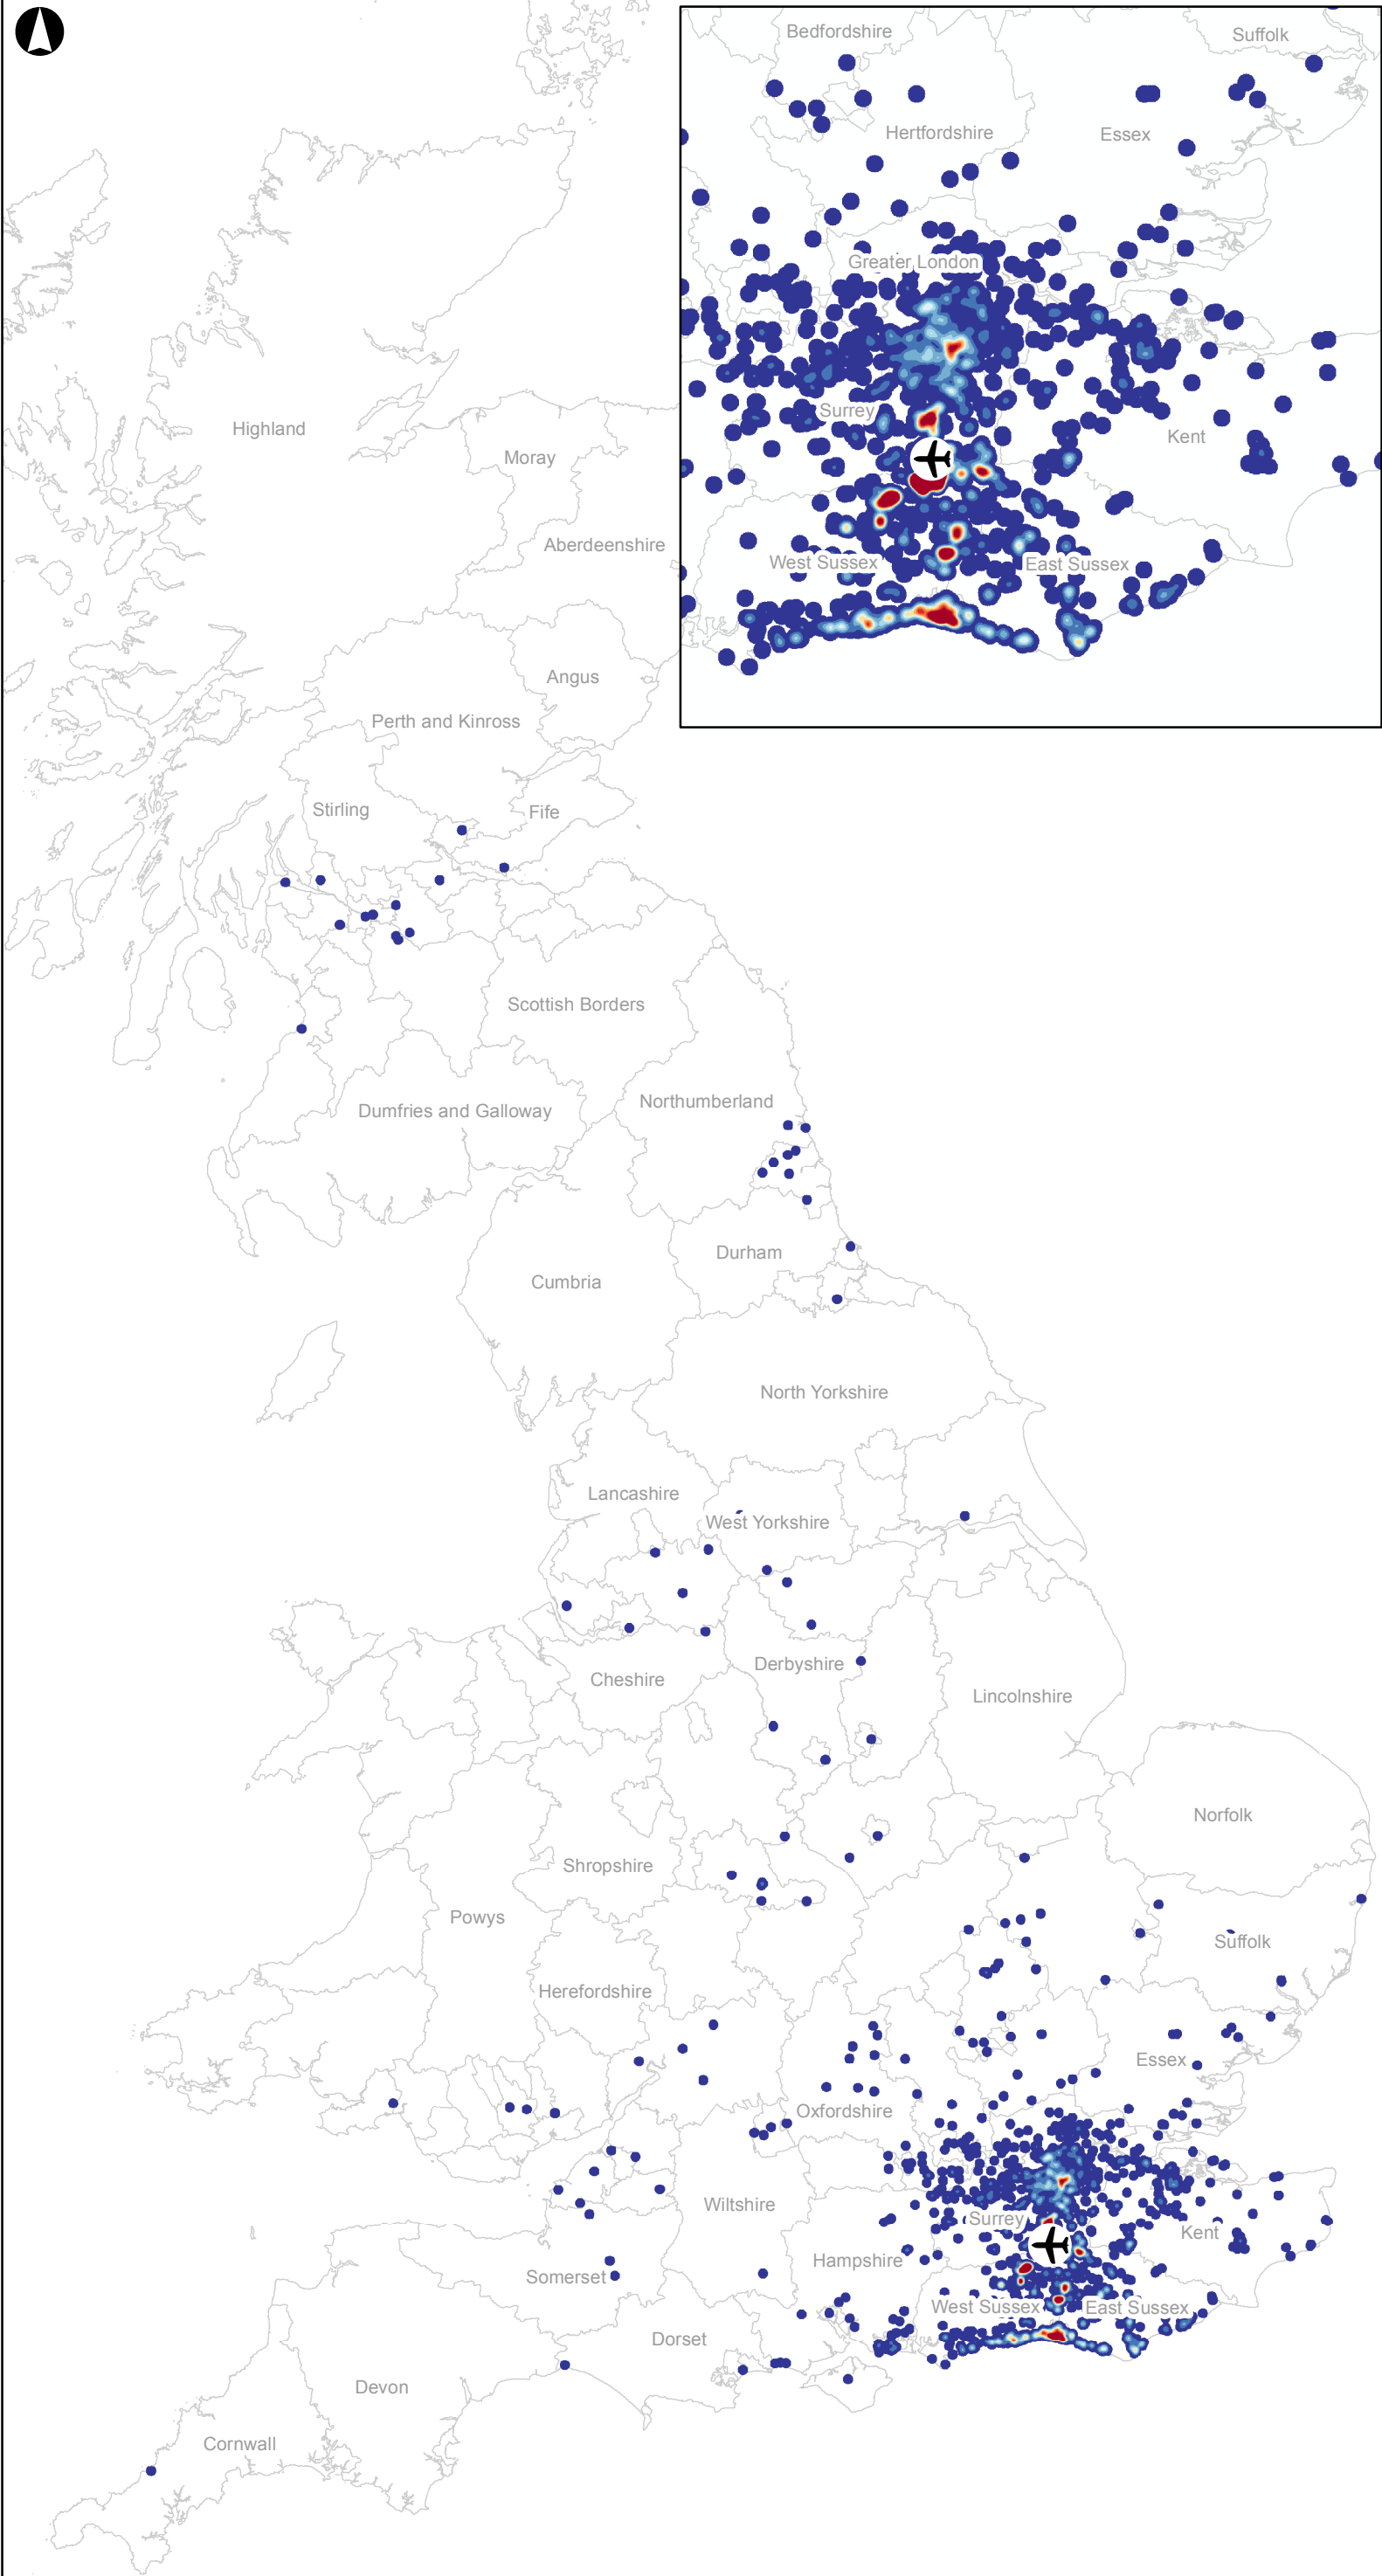 Bedfordshire
Suffolk
Hertfordshire
Essex
Greater London
Surrey
Kent
West Sussex
East Sussex
Highland
Moray
Aberdeenshire
Angus
Perth and Kinross
Stirling
Fife
Scottish Borders
Northumberland
Dumfries and Galloway
Durham
Cumbria
North Yorkshire
Lancashire
West Yorkshire
Derbyshire
Cheshire
Lincolnshire
Norfolk
Shropshire
Powys
Suffolk
Herefordshire
Essex
Oxfordshire
Wiltshire
Surrey
Kent
Hampshire
Somerset
West Sussex
East Sussex
Dorset
Devon
Cornwall